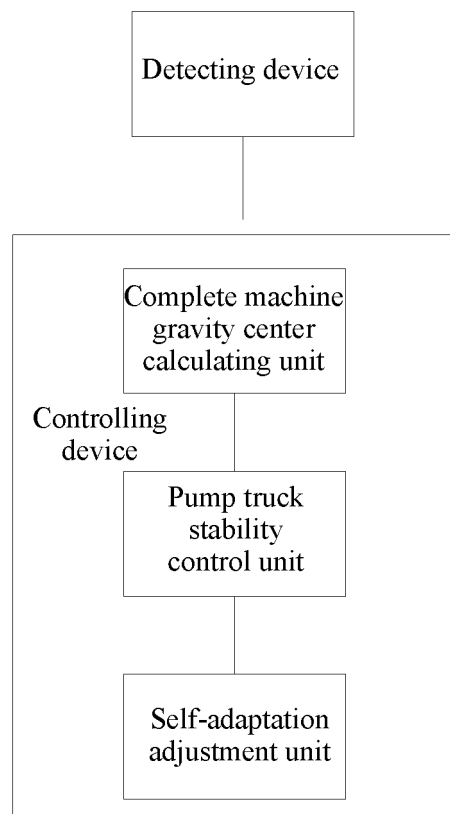 Detecting device
Complete machine
gravity center
calculating unit
Controlling
device
Pump truck
stability
control unit
Self-adaptation
adjustment unit